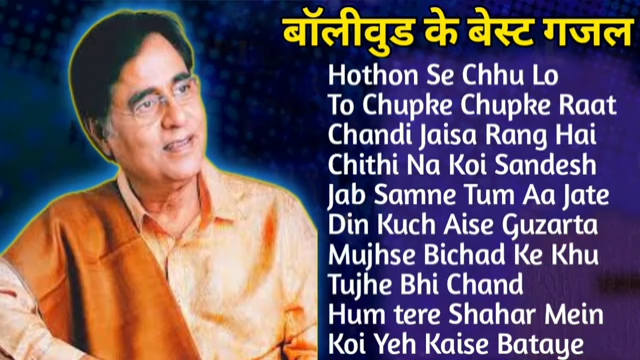 बॉलीवुड के बेस्ट गजल
Hothon Se Chhu Lo
To Chupke Chupke Raat
Chandi Jaisa Rang Hai
Chithi Na Koi Sandesh
Jab Samne Tum Aa Jate
Din Kuch Aise Guzarta
Mujhse Bichad Ke Khu
Tujhe Bhi Chand
Hum tere Shahar Mein
Koi Yeh Kaise Bataye